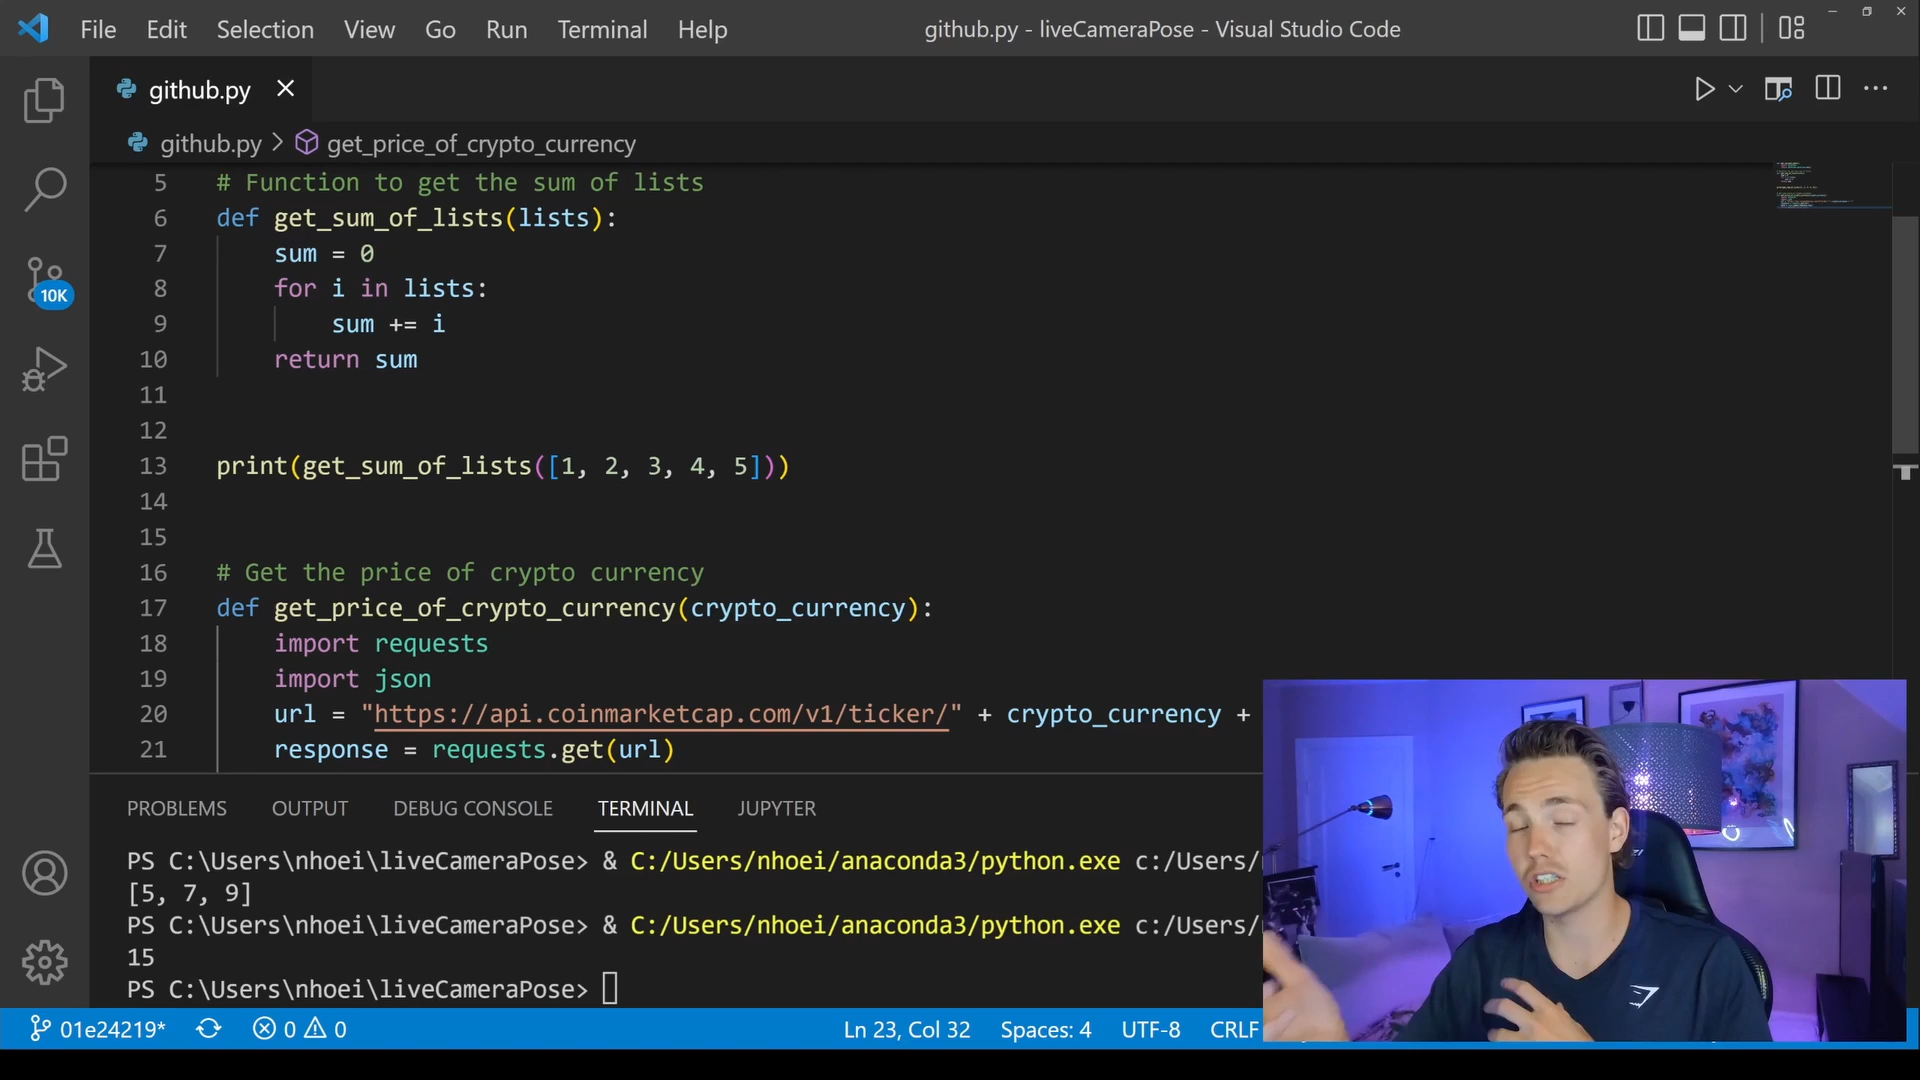 File Edit Selection View Go Run Terminal Help
github.py - liveCameraPose - Visual Studio Code
github.py
github.py > get_price_of_crypto_currency
5 # Function to get the sum of lists
6 def get_sum_of_lists(lists):
7 sum = 0
8 for i in lists:
9 sum += i
10 return sum
11
12
13 print(get_sum_of_lists([1, 2, 3, 4, 5]))
14
15
16 # Get the price of crypto currency
17 def get_price_of_crypto_currency(crypto_currency):
18 import requests
19 import json
20 url = "https://api.coinmarketcap.com/v1/ticker/" + crypto_currency +
21 response = requests.get(url)
10K
PROBLEMS OUTPUT DEBUG CONSOLE TERMINAL JUPYTER
PS C:\Users\nhoei\liveCameraPose> & C:/Users/nhoei/anaconda3/python.exe c:/Users/
[5, 7, 9]
PS C:\Users\nhoei\liveCameraPose> & C:/Users/nhoei/anaconda3/python.exe c:/Users/
15
PS C:\Users\nhoei\liveCameraPose>
01e24219* 0 0 Ln 23, Col 32 Spaces: 4 UTF-8 CRLF